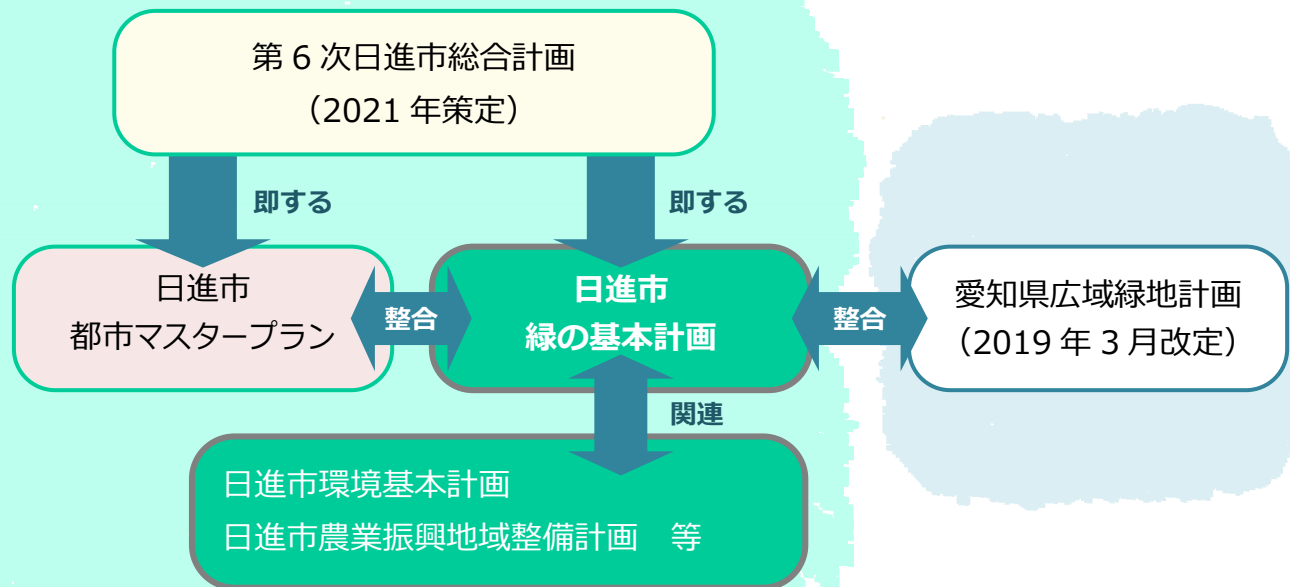 第 6 次日進市総合計画
（2021 年策定）
即する
即する
日進市
都市マスタープラン
整合
日進市
緑の基本計画
整合
愛知県広域緑地計画
（2019 年 3 月改定）
関連
日進市環境基本計画
日進市農業振興地域整備計画　等